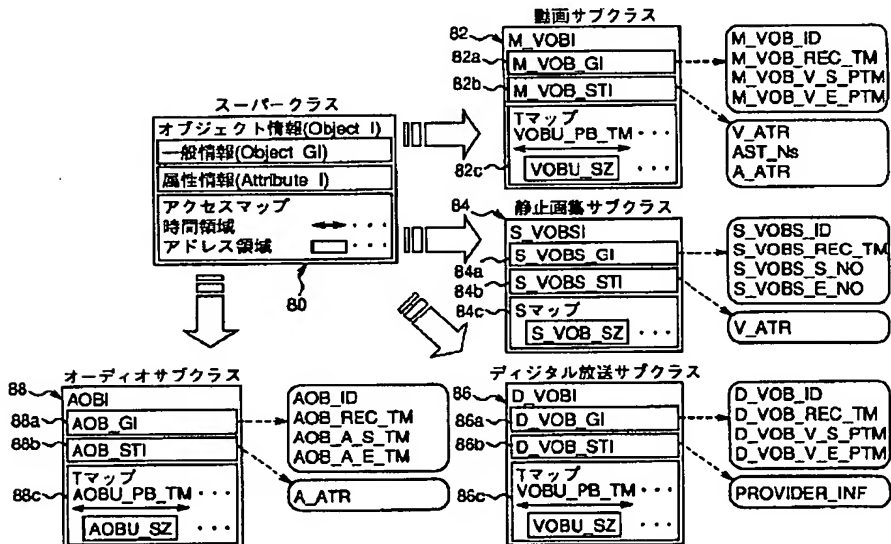 スーパークラス
オブジェクト情報(Object I)
一般情報(Object GI)
属性情報(Attribute I)
アクセスマップ
時間領域 ・・・
アドレス領域 ・・・
80
動画サブクラス
82
M_VOBI
82a
M_VOB_GI
82b
M_VOB_STI
Tマップ
VOBU_PB_TM ・・・
82c
VOBU_SZ ・・・
M_VOB_ID
M_VOB_REC_TM
M_VOB_V_S_PTM
M_VOB_V_E_PTM
V_ATR
AST_Ns
A_ATR
静止画集サブクラス
84
S_VOBSI
84a
S_VOBS_GI
84b
S_VOBS_STI
84c
Sマップ
S_VOB_SZ ・・・
S_VOBS_ID
S_VOBS_REC_TM
S_VOBS_S_NO
S_VOBS_E_NO
V_ATR
オーディオサブクラス
88
AOBI
88a
AOB_GI
88b
AOB_STI
Tマップ
88c
AOBU_PB_TM ・・・
AOBU_SZ ・・・
AOB_ID
AOB_REC_TM
AOB_A_S_TM
AOB_A_E_TM
A_ATR
ディジタル放送サブクラス
86
D_VOBI
86a
D_VOB_GI
86b
D_VOB_STI
Tマップ
VOBU_PB_TM ・・・
86c
VOBU_SZ ・・・
D_VOB_ID
D_VOB_REC_TM
D_VOB_V_S_PTM
D_VOB_V_E_PTM
PROVIDER_INF